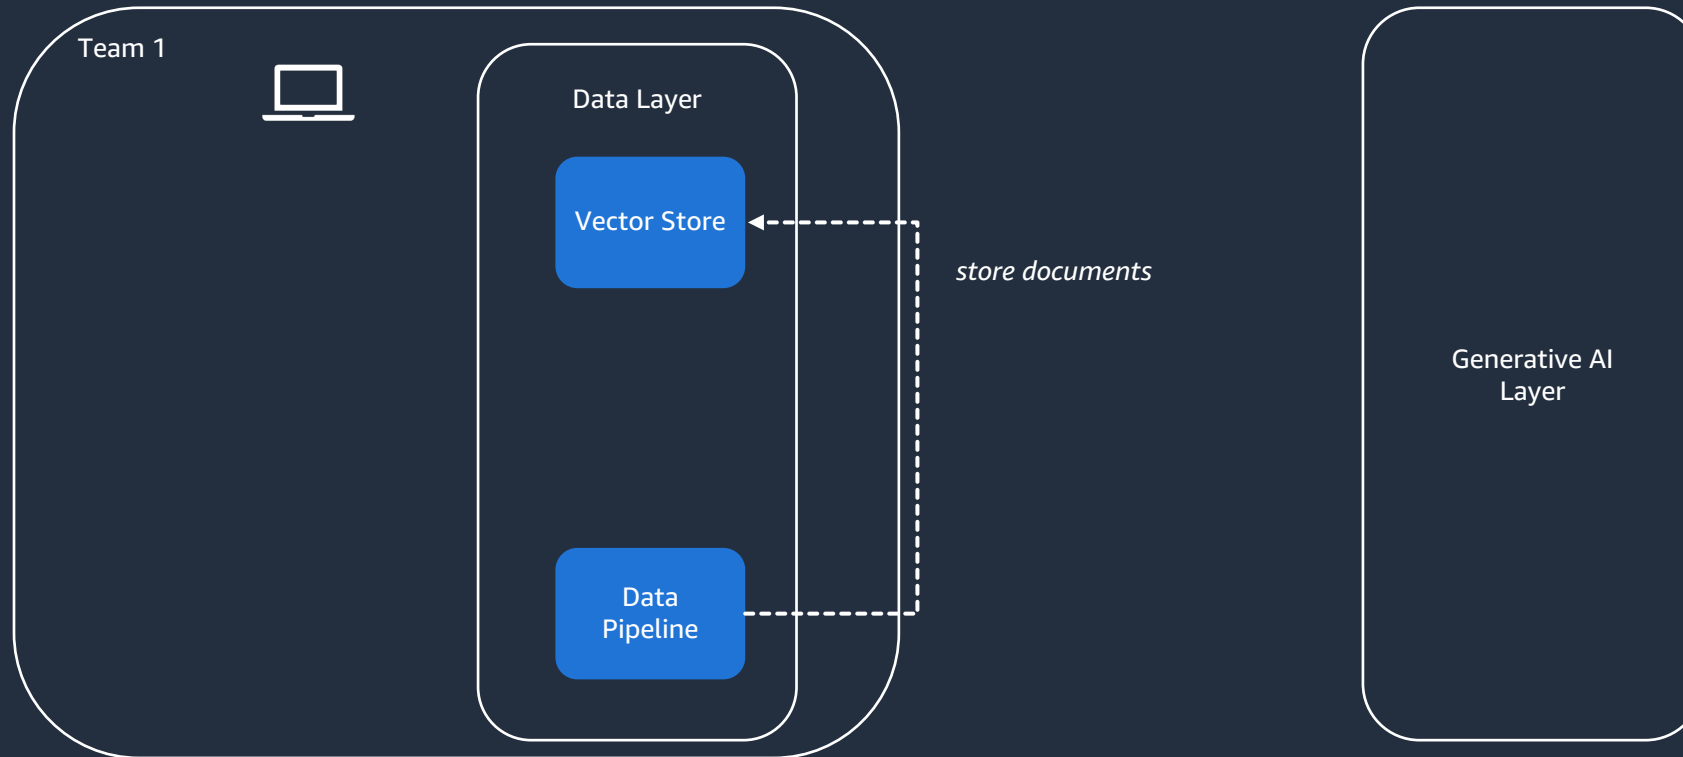 Team 1
Data Layer
Vector Store
store documents
Generative AI
Layer
Data
Pipeline